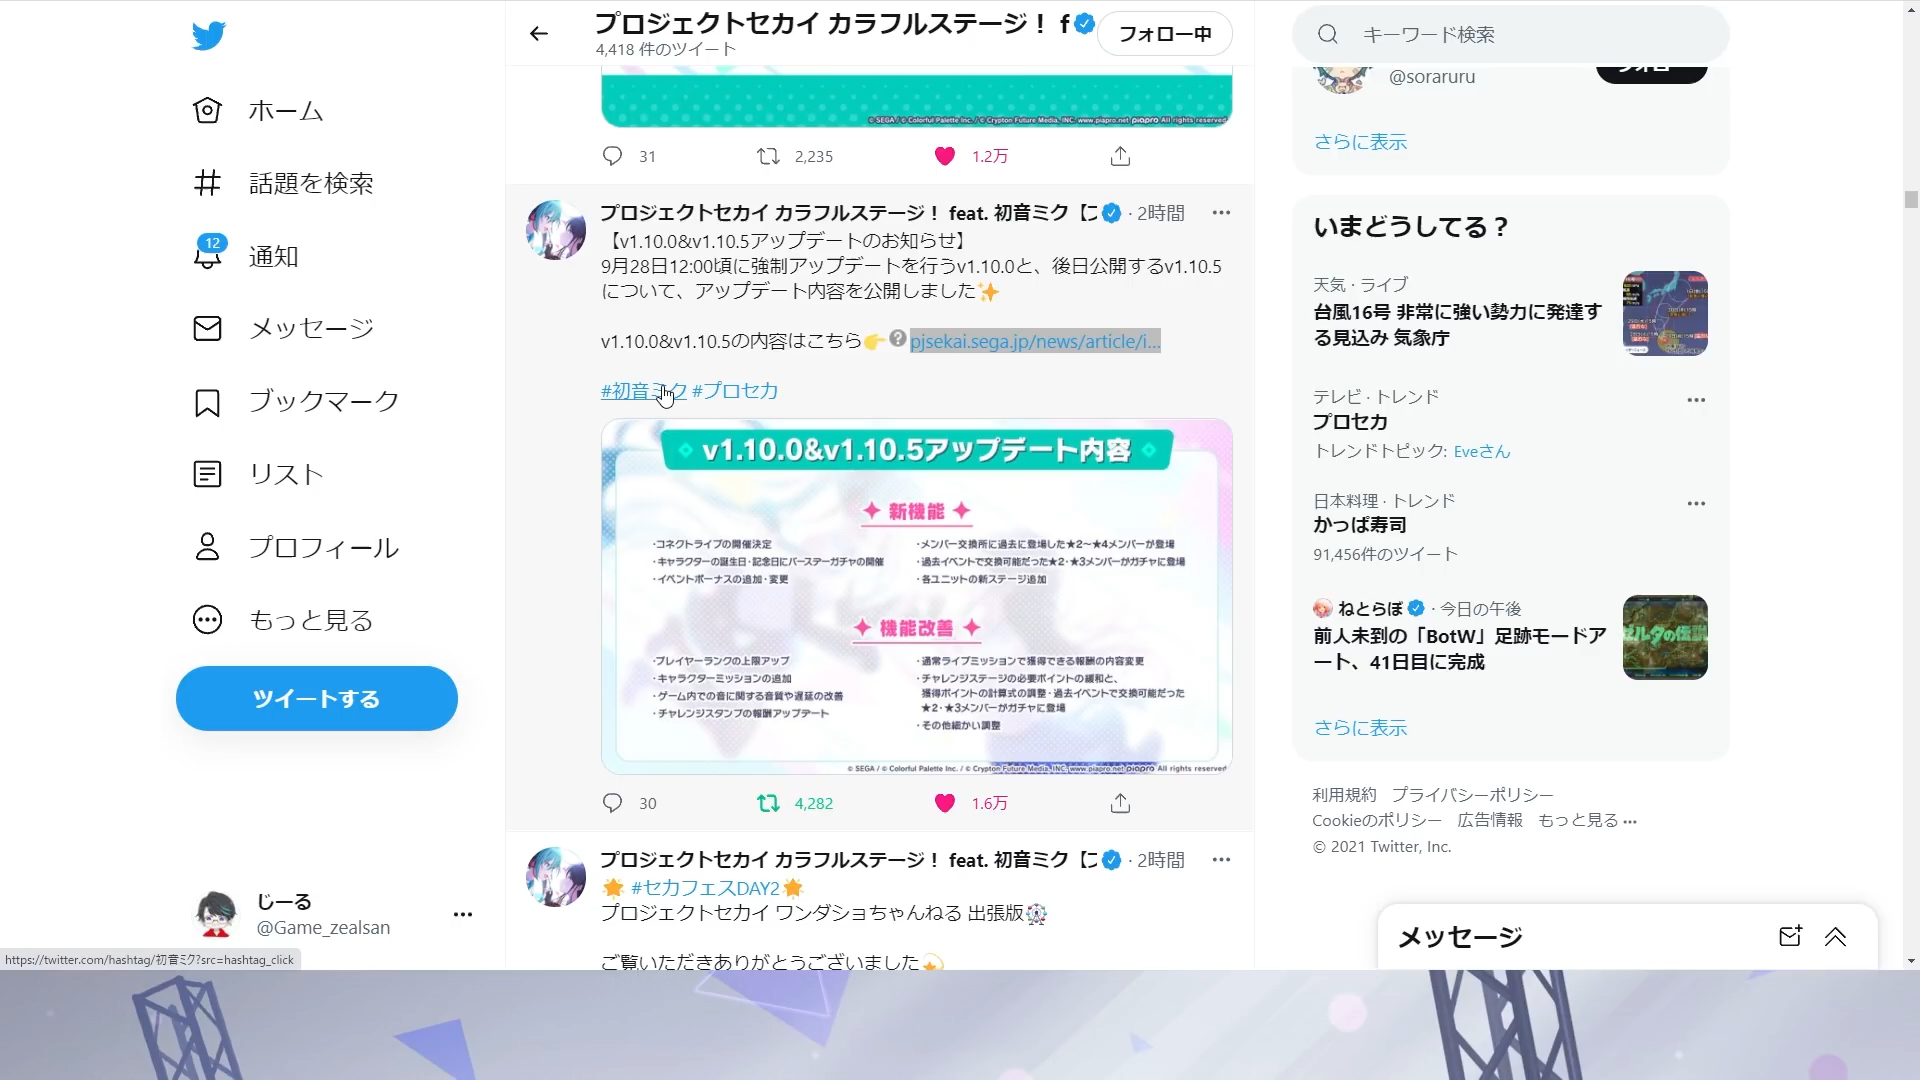 ホーム
話題を検索
12
通知
メッセージ
ブックマーク
リスト
プロフィール
もっと見る
ツイートする
じーる
@Game_zealsan
https://twitter.com/hashtag/初音ミク?src=hashtag_click
プロジェクトセカイ カラフルステージ! f
4,418 件のツイート
フォロー中
© SEGA / © Colorful Palette Inc. / © Crypton Future Media, INC. www.piapro.net piapro All rights reserved.
31 2,235 1.2万
プロジェクトセカイ カラフルステージ! feat. 初音ミク【プ · 2時間
【v1.10.0&v1.10.5アップデートのお知らせ】
9月28日12:00頃に強制アップデートを行うv1.10.0と、後日公開するv1.10.5
について、アップデート内容を公開しました✨
v1.10.0&v1.10.5の内容はこちら👉 pjsekai.sega.jp/news/article/i...
#初音ミク #プロセカ
v1.10.0&v1.10.5アップデート内容
新機能
・コネクトライブの開催決定
・キャラクターの誕生日・記念日にバースデーガチャの開催
・イベントボーナスの追加・変更
・メンバー交換所に過去に登場した★2〜★4メンバーが登場
・過去イベントで交換可能だった★2・★3メンバーがガチャに登場
・各ユニットの新ステージ追加
機能改善
・プレイヤーランクの上限アップ
・キャラクターミッションの追加
・ゲーム内での音に関する音質や遅延の改善
・チャレンジスタンプの報酬アップデート
・通常ライブミッションで獲得できる報酬の内容変更
・チャレンジステージの必要ポイントの緩和と、
獲得ポイントの計算式の調整・過去イベントで交換可能だった
★2・★3メンバーがガチャに登場
・その他細かい調整
© SEGA / © Colorful Palette Inc. / © Crypton Future Media, INC. www.piapro.net piapro All rights reserved.
30 4,282 1.6万
プロジェクトセカイ カラフルステージ! feat. 初音ミク【プ · 2時間
🌟 #セカフェスDAY2🌟
プロジェクトセカイ ワンダショちゃんねる 出張版🎡
ご覧いただきありがとうございました💫
キーワード検索
@soraruru
さらに表示
いまどうしてる?
天気 · ライブ
台風16号 非常に強い勢力に発達す
る見込み 気象庁
テレビ · トレンド
プロセカ
トレンドトピック: Eveさん
日本料理 · トレンド
かっぱ寿司
91,456件のツイート
ねとらぼ · 今日の午後
前人未到の「BotW」足跡モードア
ート、41日目に完成
ゼルダの伝説
さらに表示
利用規約 プライバシーポリシー
Cookieのポリシー 広告情報 もっと見る ...
© 2021 Twitter, Inc.
メッセージ